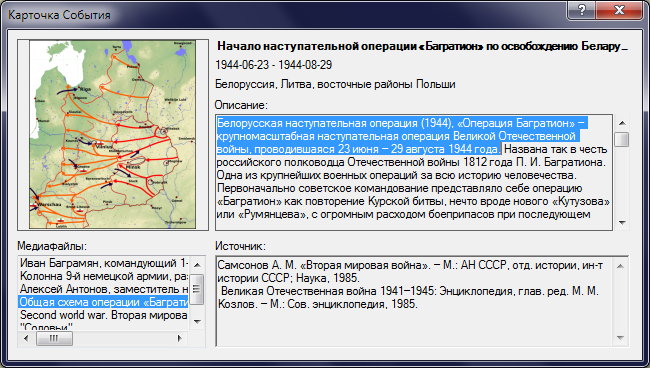 Карточка События
Начало наступательной операции «Багратион» по освобождению Белару...
1944-06-23 - 1944-08-29
Белоруссия, Литва, восточные районы Польши
Описание:
Белорусская наступательная операция (1944), «Операция Багратион» –
крупномасштабная наступательная операция Великой Отечественной
войны, проводившаяся 23 июня – 29 августа 1944 года. Названа так в честь
российского полководца Отечественной войны 1812 года П. И. Багратиона.
Одна из крупнейших военных операций за всю историю человечества.
Первоначально советское командование представляло себе операцию
«Багратион» как повторение Курской битвы, нечто вроде нового «Кутузова»
или «Румянцева», с огромным расходом боеприпасов при последующем
Riga
Vilnius
Minsk
Warschau
Медиафайлы:
Иван Баграмян, командующий 1-
Колонна 9-й немецкой армии, раз
Алексей Антонов, заместитель н
Общая схема операции «Баграти
Second world war. Вторая мирова
"Соловьи"
Источник:
Самсонов А. М. «Вторая мировая война». – М.: АН СССР, отд. истории, ин-т
истории СССР; Наука, 1985.
Великая Отечественная война 1941–1945: Энциклопедия, глав. ред. М. М.
Козлов. – М.: Сов. энциклопедия, 1985.